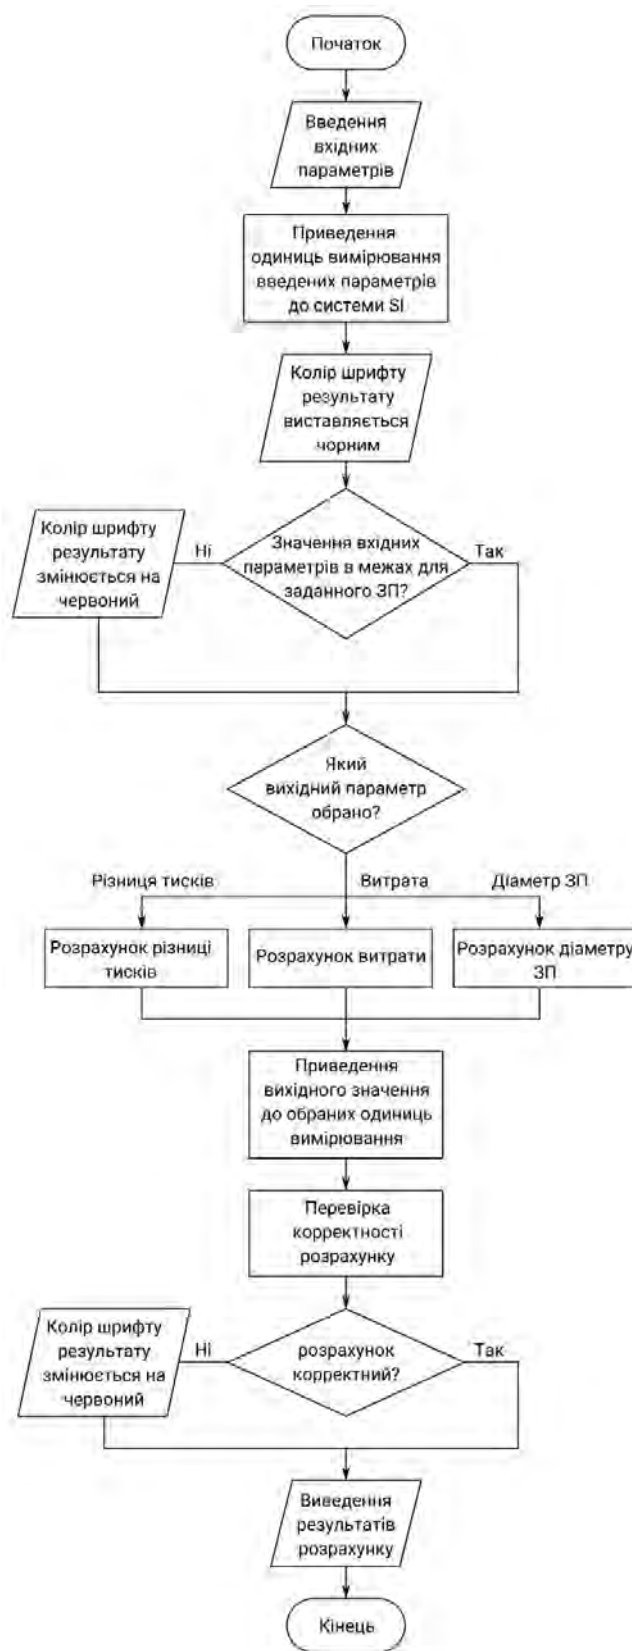 Початок
Введення
вхідних
параметрів
Приведення
одиниць вимірювання
введених параметрів
до системи SI
Колір шрифту
результату
виставляється
чорним
Колір шрифту
результату
змінюється на
червоний
Ні
Значення вхідних
параметрів в межах для
заданного ЗП?
Так
Який
вихідний параметр
обрано?
Різниця тисків
Витрата
Діаметр ЗП
Розрахунок різниці
тисків
Розрахунок витрати
Розрахунок діаметру
ЗП
Приведення
вихідного значення
до обраних одиниць
вимірювання
Перевірка
корректності
розрахунку
Колір шрифту
результату
змінюється на
червоний
Ні
розрахунок
корректний?
Так
Виведення
результатів
розрахунку
Кінець